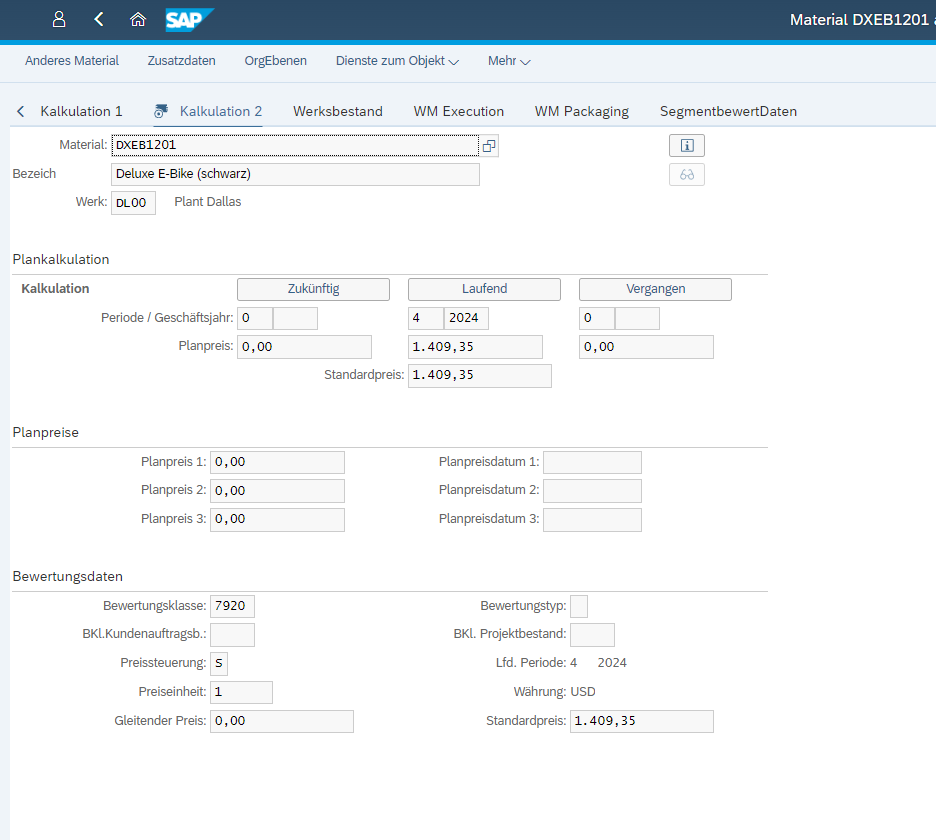 SAP Material DXEB1201
Anderes Material Zusatzdaten OrgEbenen Dienste zum Objekt Mehr
Kalkulation 1 Kalkulation 2 Werksbestand WM Execution WM Packaging SegmentbewertDaten
Material: DXEB1201
Bezeich Deluxe E-Bike (schwarz)
Werk: DL00 Plant Dallas
Plankalkulation
Kalkulation Zukünftig Laufend Vergangen
Periode / Geschäftsjahr: 0 4 2024 0
Planpreis: 0,00 1.409,35 0,00
Standardpreis: 1.409,35
Planpreise
Planpreis 1: 0,00 Planpreisdatum 1:
Planpreis 2: 0,00 Planpreisdatum 2:
Planpreis 3: 0,00 Planpreisdatum 3:
Bewertungsdaten
Bewertungsklasse: 7920 Bewertungstyp:
BKl.Kundenauftragsb.: BKl. Projektbestand:
Preissteuerung: S Lfd. Periode: 4 2024
Preiseinheit: 1 Währung: USD
Gleitender Preis: 0,00 Standardpreis: 1.409,35